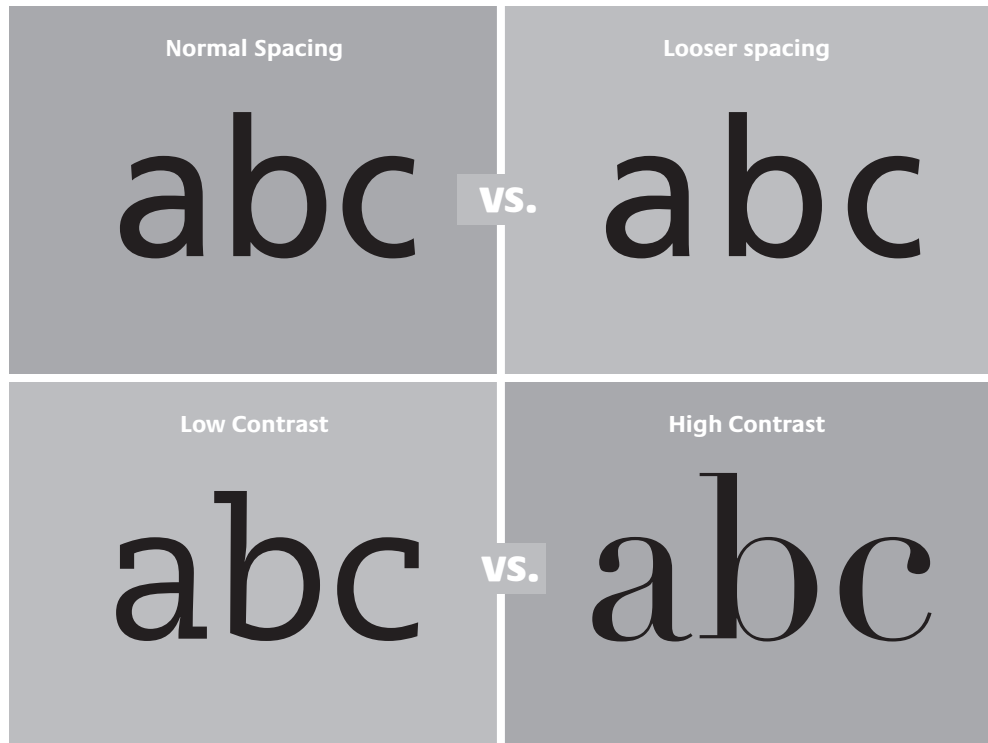 Normal Spacing
abc
vs.
Looser spacing
abc
Low Contrast
abc
vs.
High Contrast
abc